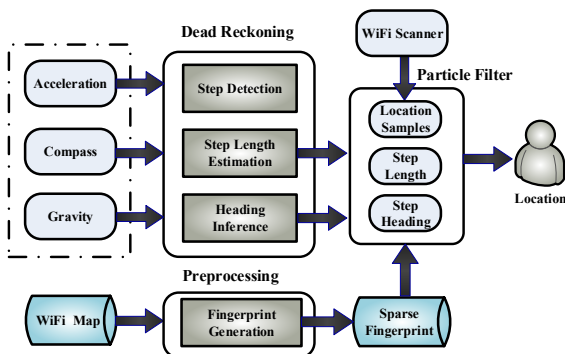 Dead Reckoning
WiFi Scanner
Acceleration
Step Detection
Particle Filter
Location
Samples
Compass
Step Length
Estimation
Step
Length
Location
Gravity
Heading
Inference
Step
Heading
Preprocessing
WiFi Map
Fingerprint
Generation
Sparse
Fingerprint